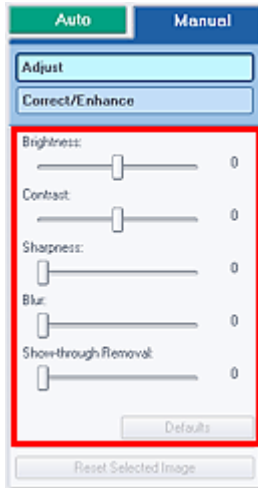 Auto Manual
Adjust
Correct/Enhance
Brightness:
0
Contrast:
0
Sharpness:
0
Blur:
0
Show-through Removal:
0
Defaults
Reset Selected Image